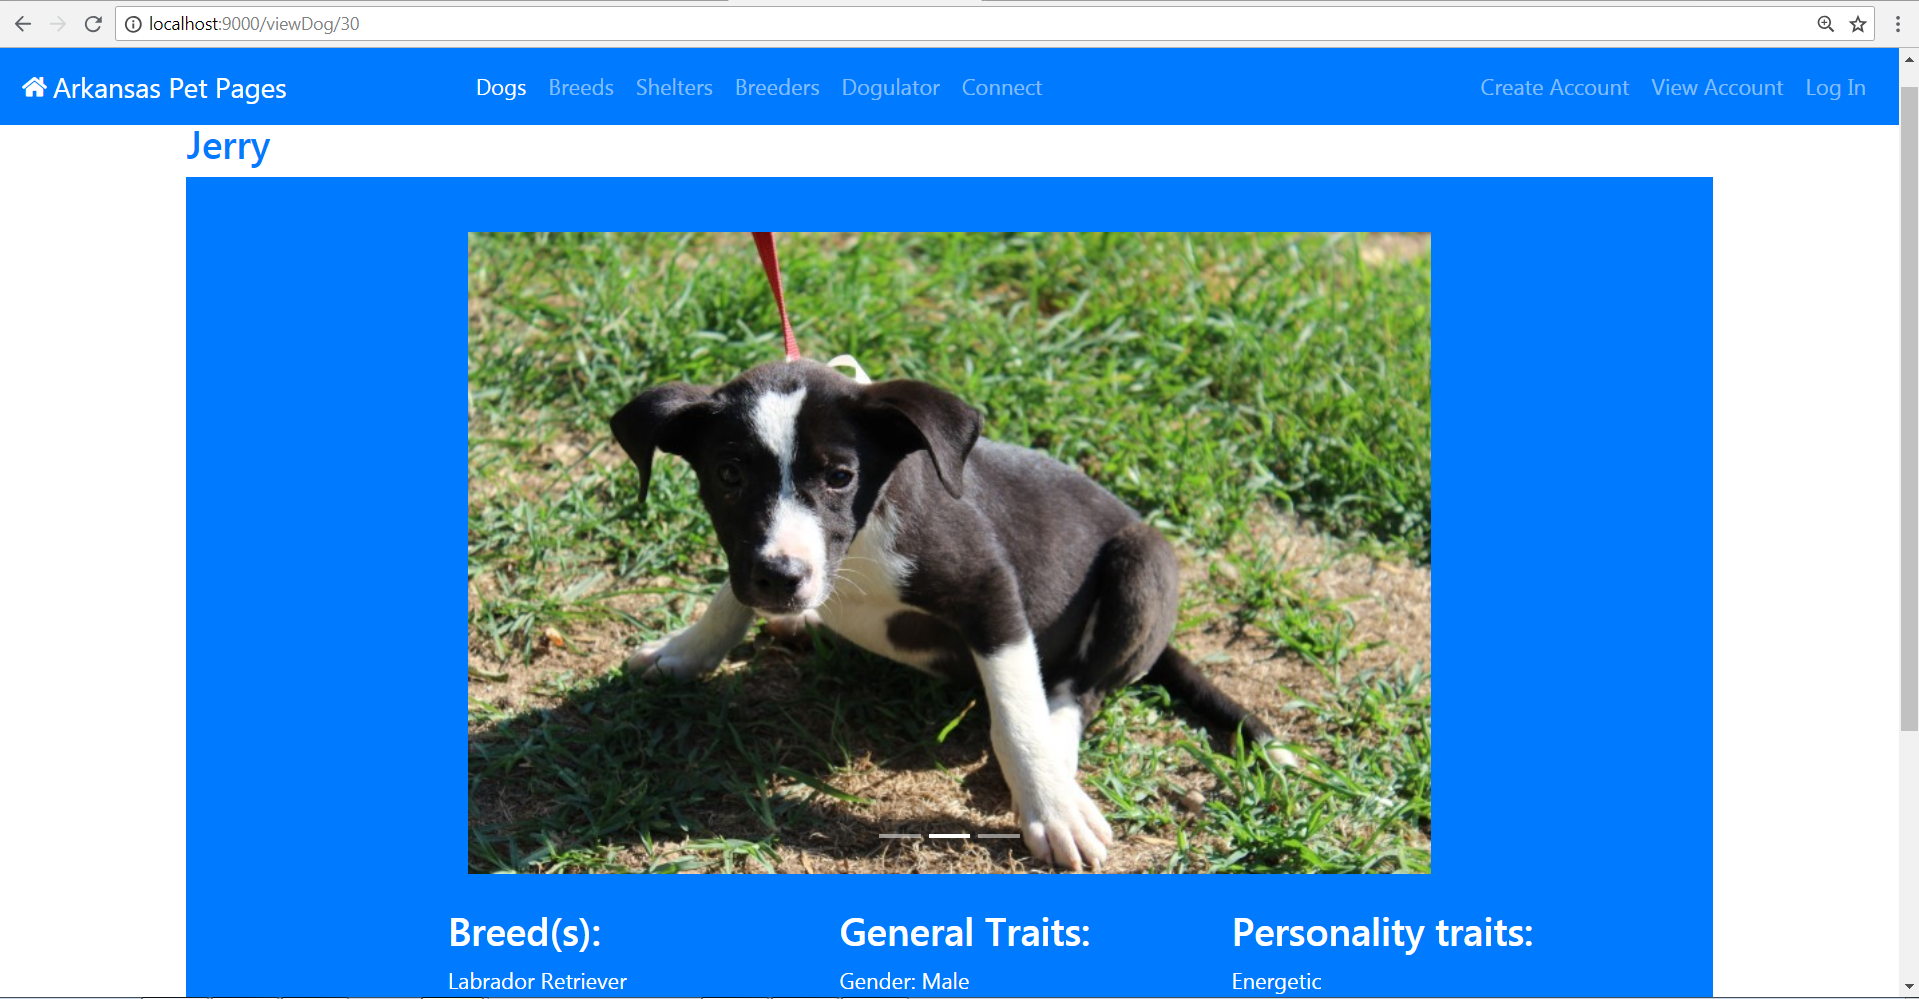 localhost:9000/viewDog/30
Arkansas Pet Pages Dogs Breeds Shelters Breeders Dogulator Connect Create Account View Account Log In
Jerry
Breed(s): General Traits: Personality traits:
Labrador Retriever Gender: Male Energetic